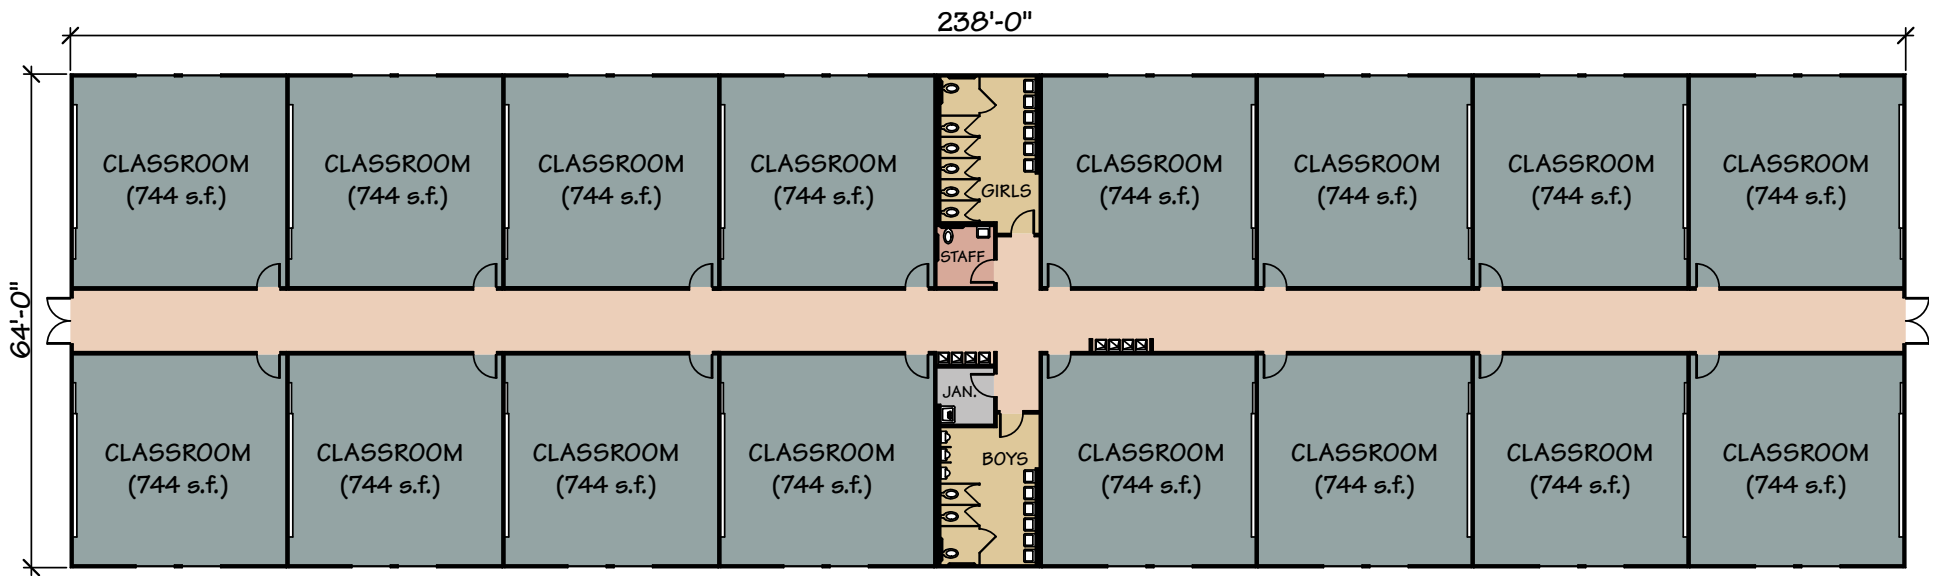 238'-0"
64'-0"
CLASSROOM
(744 s.f.)
CLASSROOM
(744 s.f.)
CLASSROOM
(744 s.f.)
CLASSROOM
(744 s.f.)
GIRLS
STAFF
CLASSROOM
(744 s.f.)
CLASSROOM
(744 s.f.)
CLASSROOM
(744 s.f.)
CLASSROOM
(744 s.f.)
CLASSROOM
(744 s.f.)
CLASSROOM
(744 s.f.)
CLASSROOM
(744 s.f.)
CLASSROOM
(744 s.f.)
JAN.
BOYS
CLASSROOM
(744 s.f.)
CLASSROOM
(744 s.f.)
CLASSROOM
(744 s.f.)
CLASSROOM
(744 s.f.)